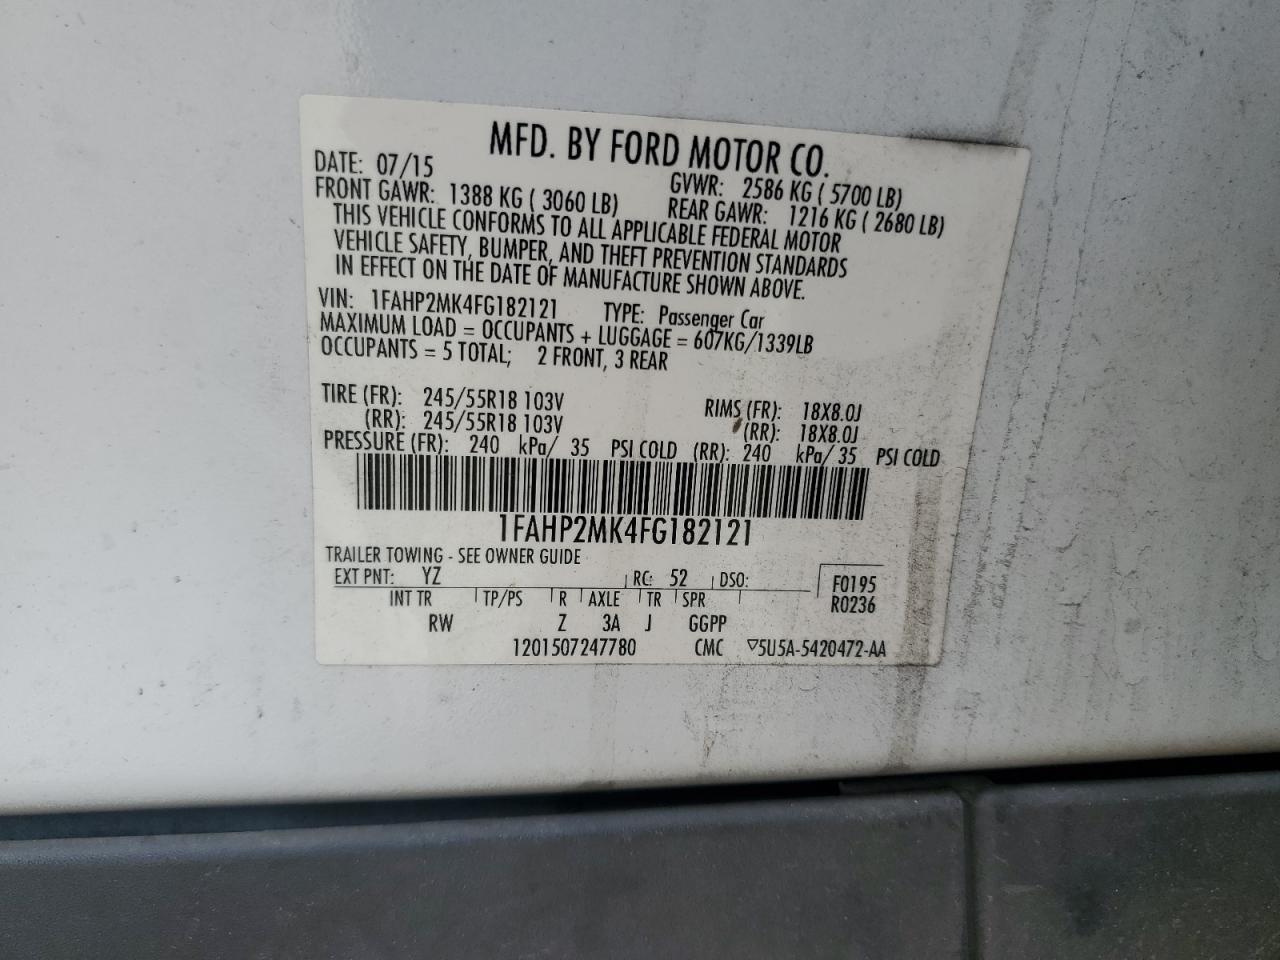 MFD. BY FORD MOTOR CO.
DATE: 07/15 GVWR: 2586 KG ( 5700 LB)
FRONT GAWR: 1388 KG ( 3060 LB) REAR GAWR: 1216 KG ( 2680 LB)
THIS VEHICLE CONFORMS TO ALL APPLICABLE FEDERAL MOTOR
VEHICLE SAFETY, BUMPER, AND THEFT PREVENTION STANDARDS
IN EFFECT ON THE DATE OF MANUFACTURE SHOWN ABOVE.
VIN: 1FAHP2MK4FG182121 TYPE: Passenger Car
MAXIMUM LOAD = OCCUPANTS + LUGGAGE = 607KG/1339LB
OCCUPANTS = 5 TOTAL; 2 FRONT, 3 REAR
TIRE (FR): 245/55R18 103V RIMS (FR): 18X8.0J
(RR): 245/55R18 103V (RR): 18X8.0J
PRESSURE (FR): 240 kPa/ 35 PSI COLD (RR): 240 kPa/ 35 PSI COLD
1FAHP2MK4FG182121
TRAILER TOWING - SEE OWNER GUIDE
EXT PNT: YZ RC: 52 DSO: F0195
INT TR TP/PS R AXLE TR SPR R0236
RW Z 3A J GGPP
1201507247780 CMC ▽5U5A-5420472-AA